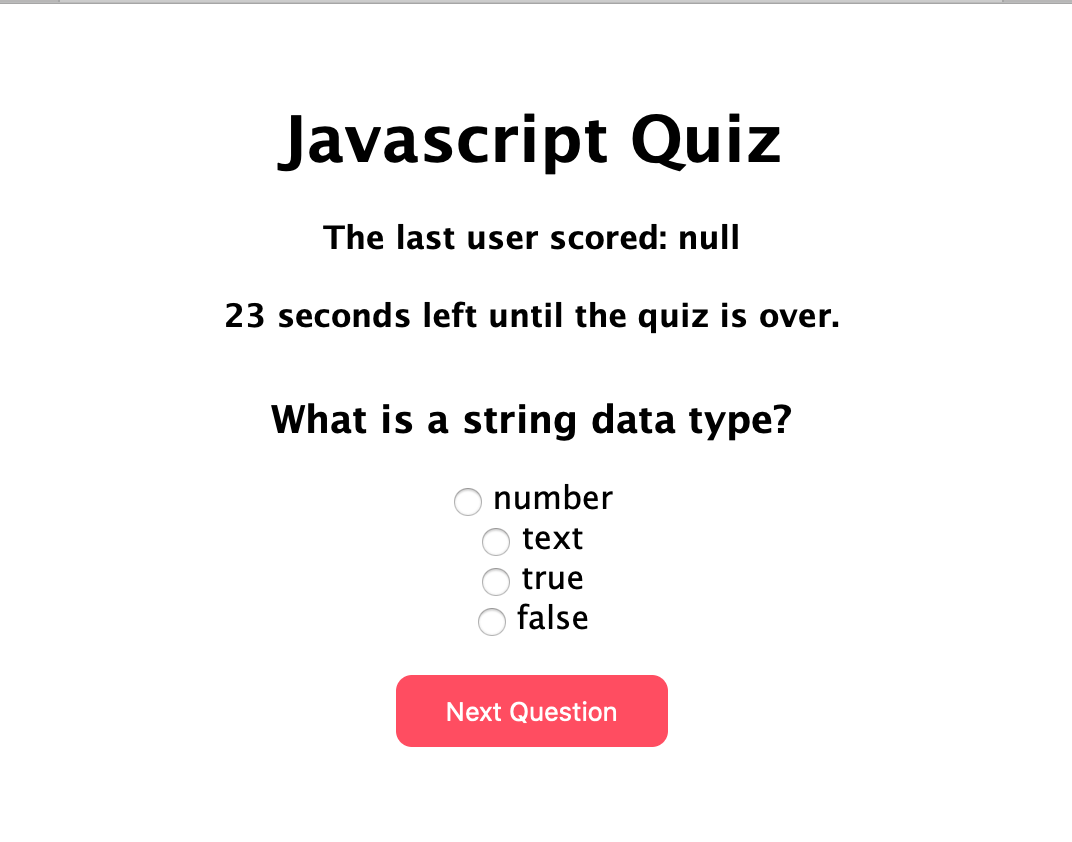 Javascript Quiz
The last user scored: null
23 seconds left until the quiz is over.
What is a string data type?
number
text
true
false
Next Question